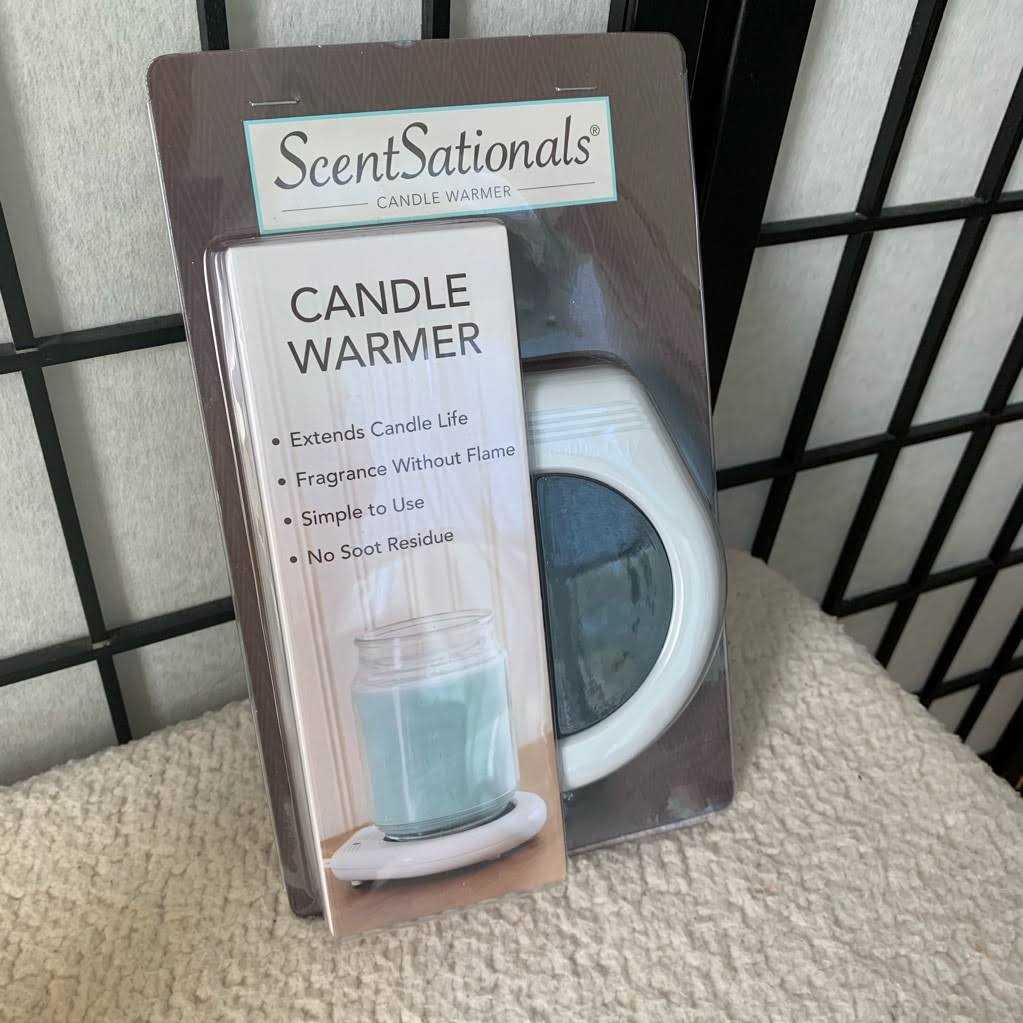 ScentSationals®
CANDLE WARMER
CANDLE
WARMER
• Extends Candle Life
• Fragrance Without Flame
• Simple to Use
• No Soot Residue